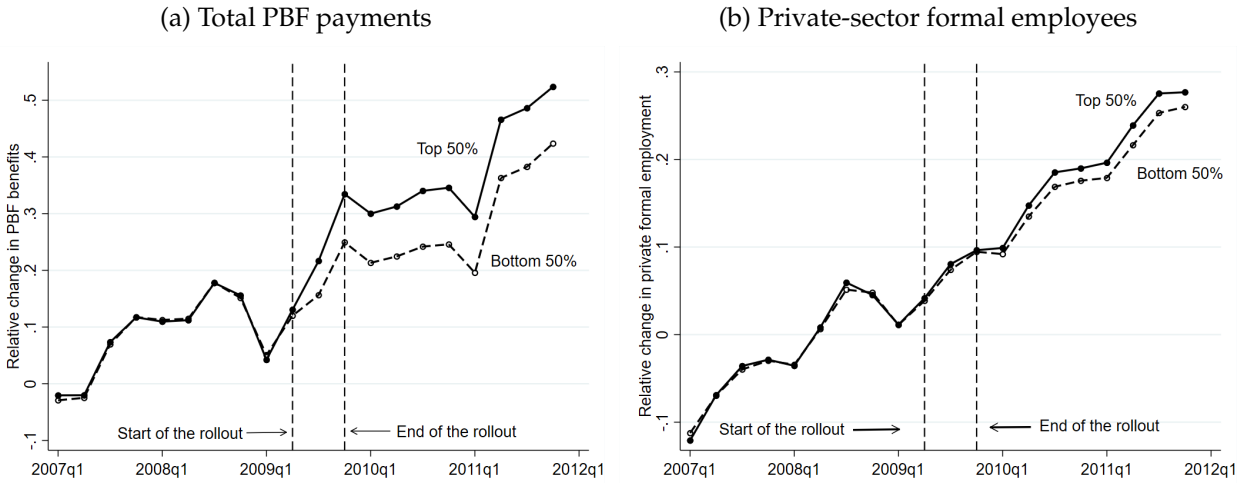 (a) Total PBF payments
Relative change in PBF benefits
.5
.4
.3
.2
.1
0
-.1
Top 50%
Bottom 50%
Start of the rollout
End of the rollout
2007q1 2008q1 2009q1 2010q1 2011q1 2012q1
(b) Private-sector formal employees
Relative change in private formal employment
.3
.2
.1
0
-.1
Top 50%
Bottom 50%
Start of the rollout
End of the rollout
2007q1 2008q1 2009q1 2010q1 2011q1 2012q1